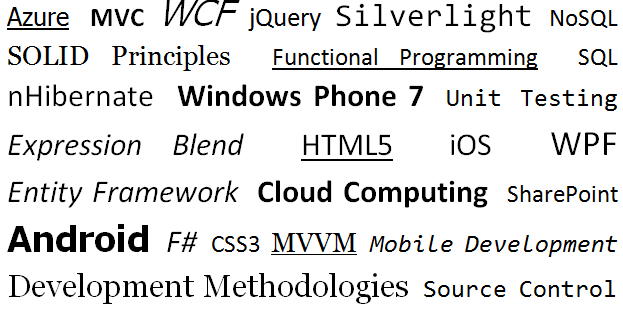 Azure MVC WCF jQuery Silverlight NoSQL
SOLID Principles Functional Programming SQL
nHibernate Windows Phone 7 Unit Testing
Expression Blend HTML5 iOS WPF
Entity Framework Cloud Computing SharePoint
Android F# CSS3 MVVM Mobile Development
Development Methodologies Source Control